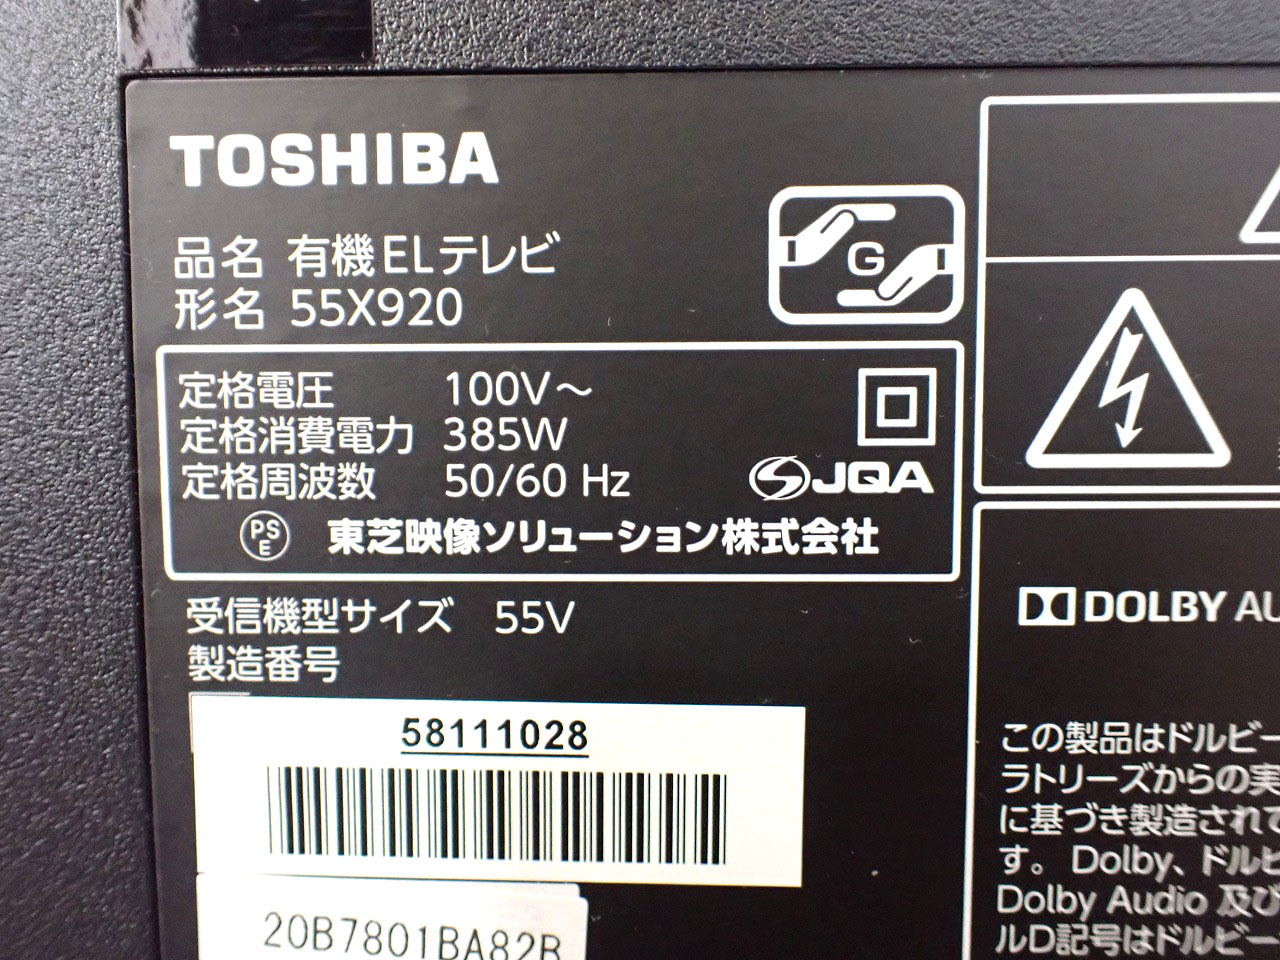 TOSHIBA
品名 有機ELテレビ
形名 55X920
G
定格電圧 100V～
定格消費電力 385W
定格周波数 50/60 Hz
JQA
PS
E
東芝映像ソリューション株式会社
受信機型サイズ 55V
製造番号
58111028
20B7801BA82B
DOLBY AU
この製品はドルビー
ラトリーズからの実
に基づき製造されて
す。Dolby、ドルビ
Dolby Audio 及び
ルD記号はドルビー